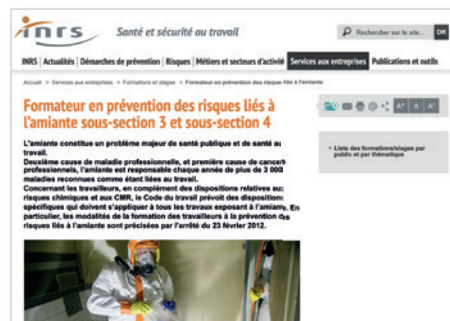 inrs
Santé et sécurité au travail
Rechercher sur le site...
OK
INRS | Actualités | Démarches de prévention | Risques | Métiers et secteurs d'activité | Services aux entreprises | Publications et outils
Accueil > Services aux entreprises > Formations et stages > Formateur en prévention des risques liés à l'amiante
Formateur en prévention des risques liés à
l'amiante sous-section 3 et sous-section 4
A+ A A-
L'amiante constitue un problème majeur de santé publique et de santé au
travail.
Deuxième cause de maladie professionnelle, et première cause de cancers
professionnels, l'amiante est responsable chaque année de plus de 3 000
maladies reconnues comme étant liées au travail.
Concernant les travailleurs, en complément des dispositions relatives aux
risques chimiques et aux CMR, le Code du travail prévoit des dispositions
spécifiques qui doivent s'appliquer à tous les travaux exposant à l'amiante. En
particulier, les modalités de la formation des travailleurs à la prévention des
risques liés à l'amiante sont précisées par l'arrêté du 23 février 2012.
Liste des formations/stages par
public et par thématique